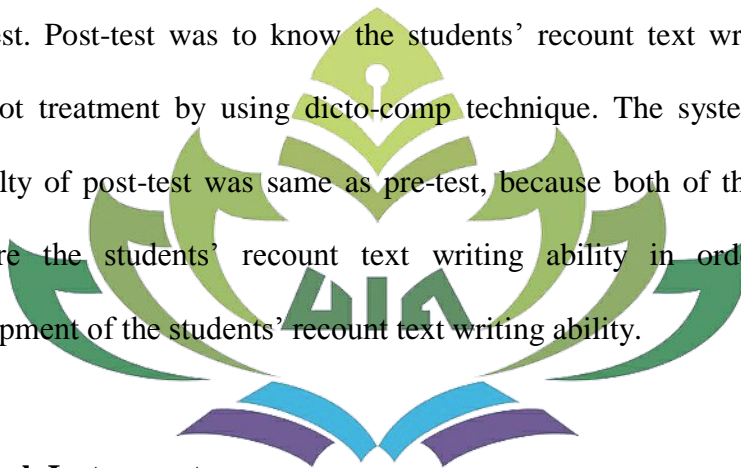 est. Post-test was to know the students’ recount text wr
ot treatment by using dicto-comp technique. The syste
lty of post-test was same as pre-test, because both of th
re the students’ recount text writing ability in ord
pment of the students’ recount text writing ability.